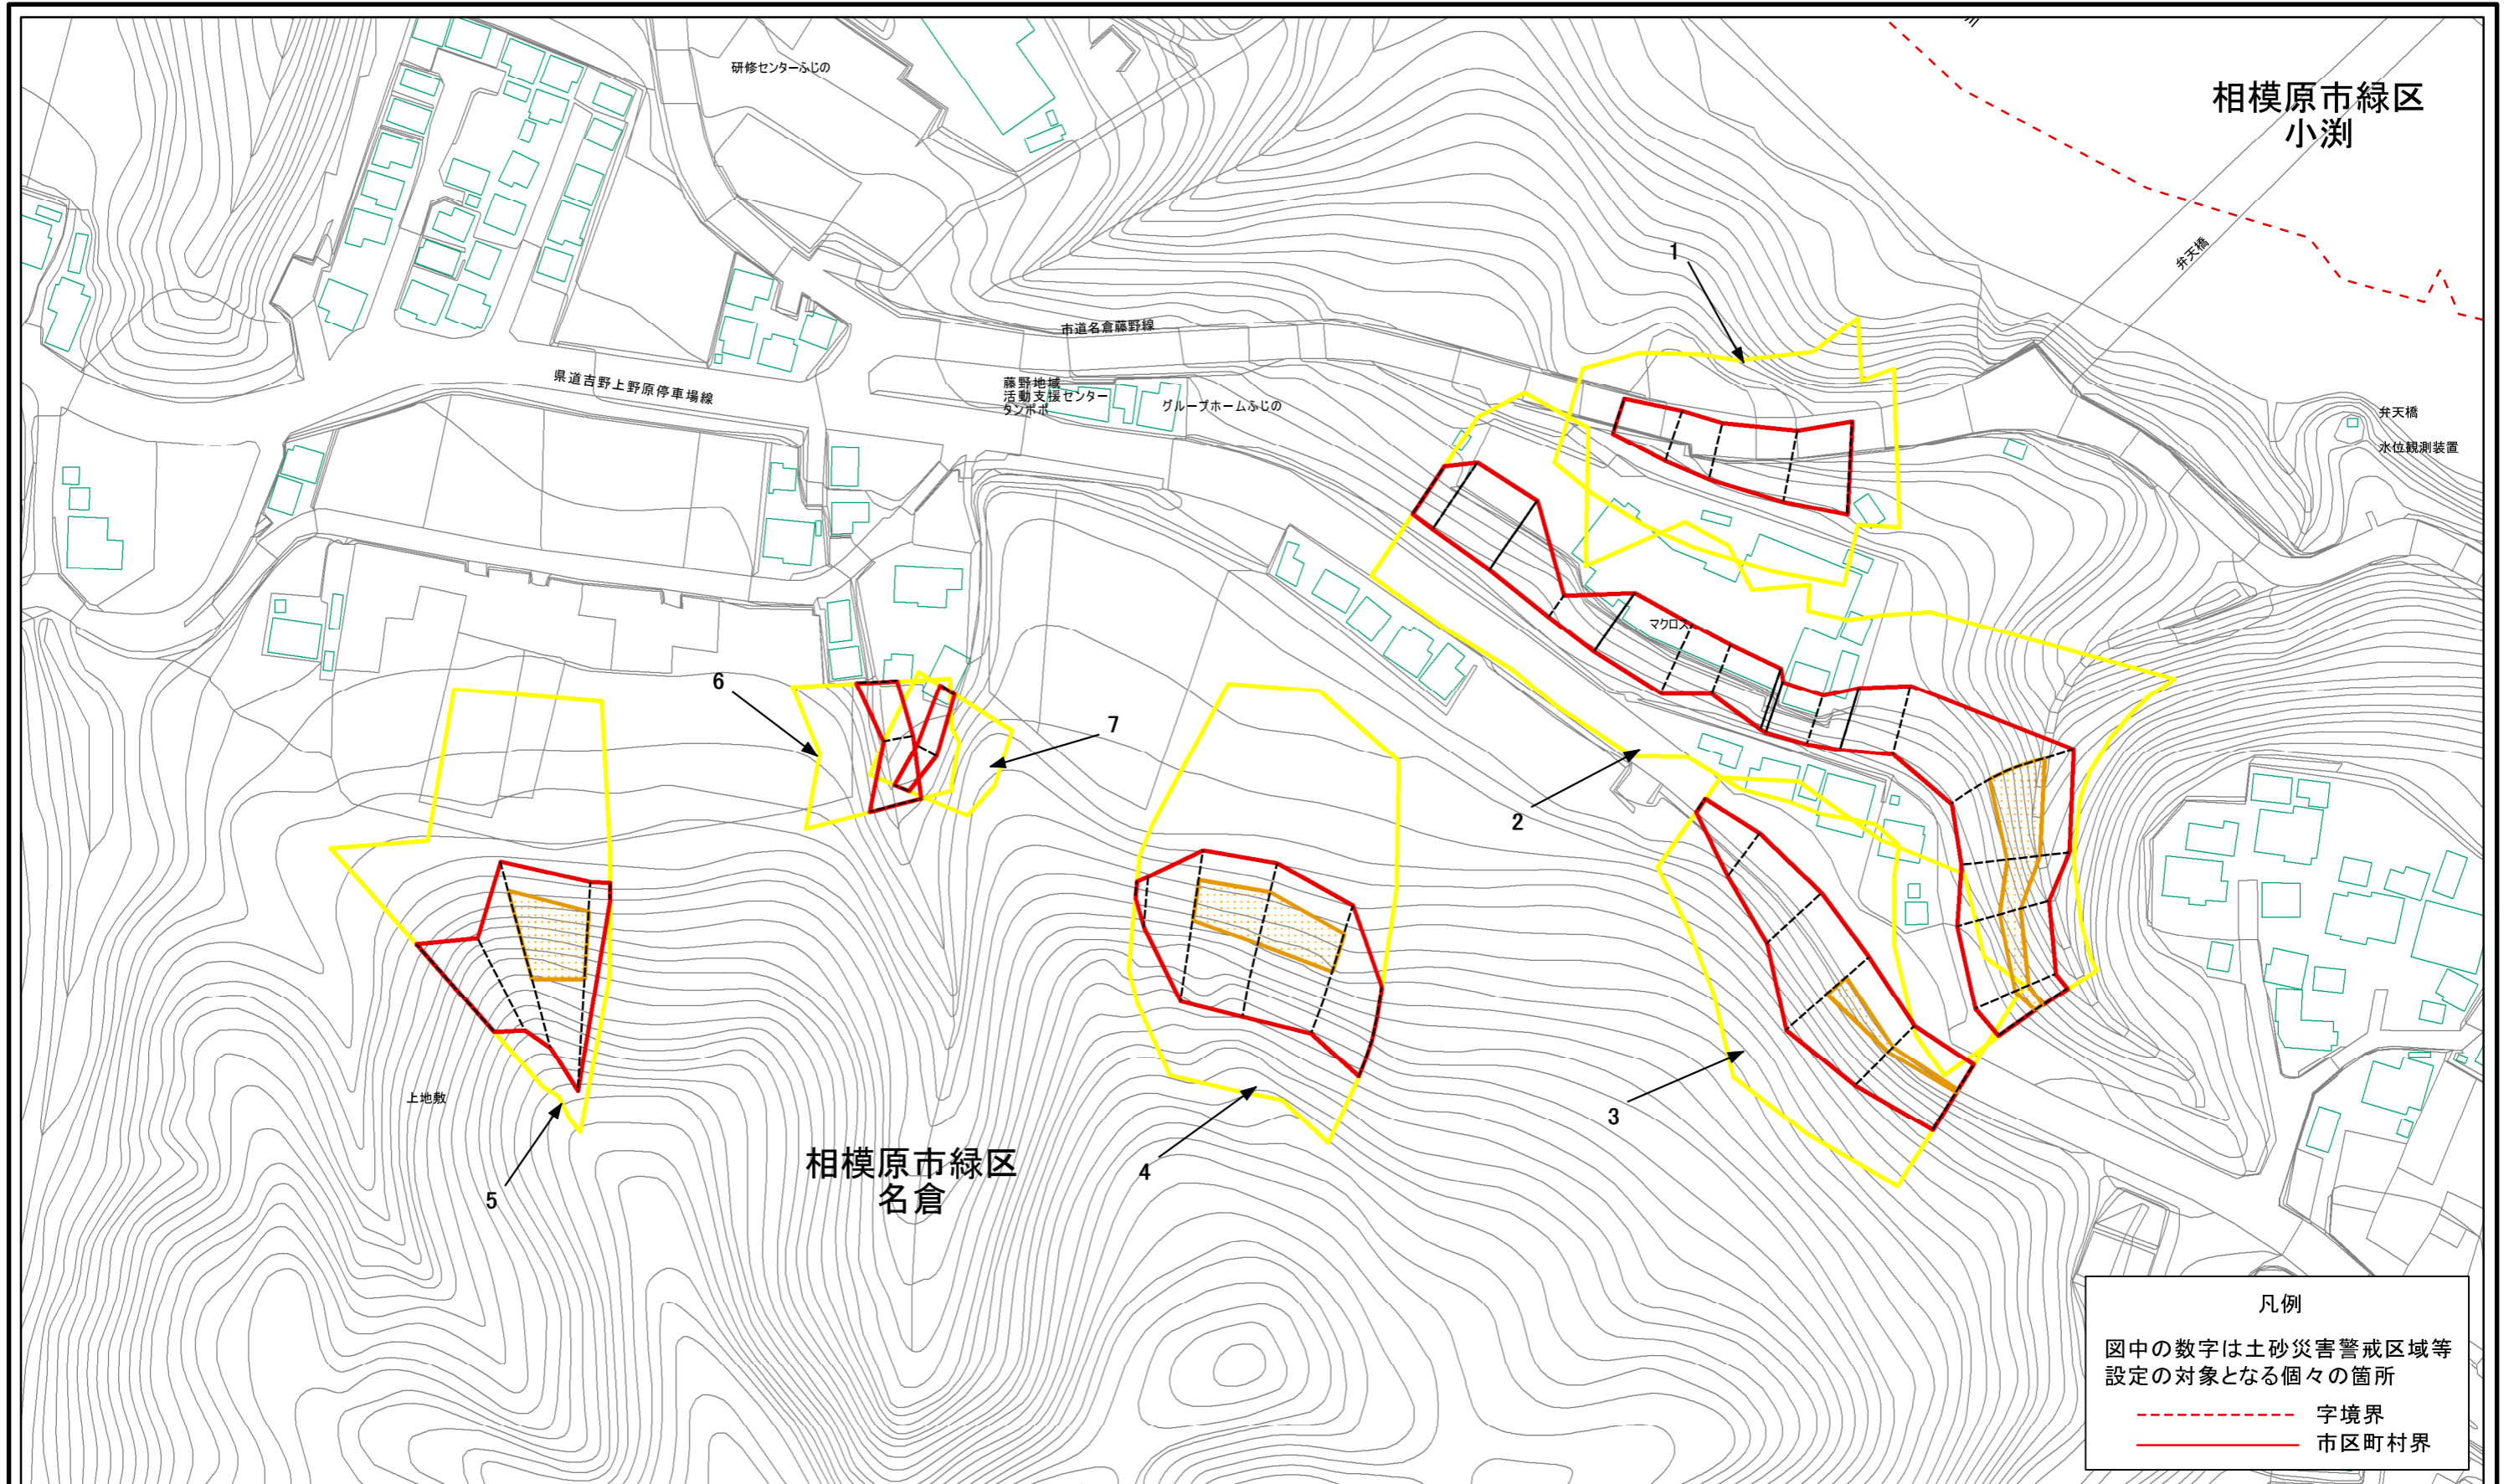 研修センターふじの
相模原市緑区
小渕
弁天橋
1
市道名倉藤野線
県道吉野上野原停車場線
藤野地域
活動支援センター
タンポポ
グループホームふじの
弁天橋
水位観測装置
マクロス
6
7
2
3
上地敷
相模原市緑区
名倉
4
5
凡例
図中の数字は土砂災害警戒区域等
設定の対象となる個々の箇所
字境界
市区町村界